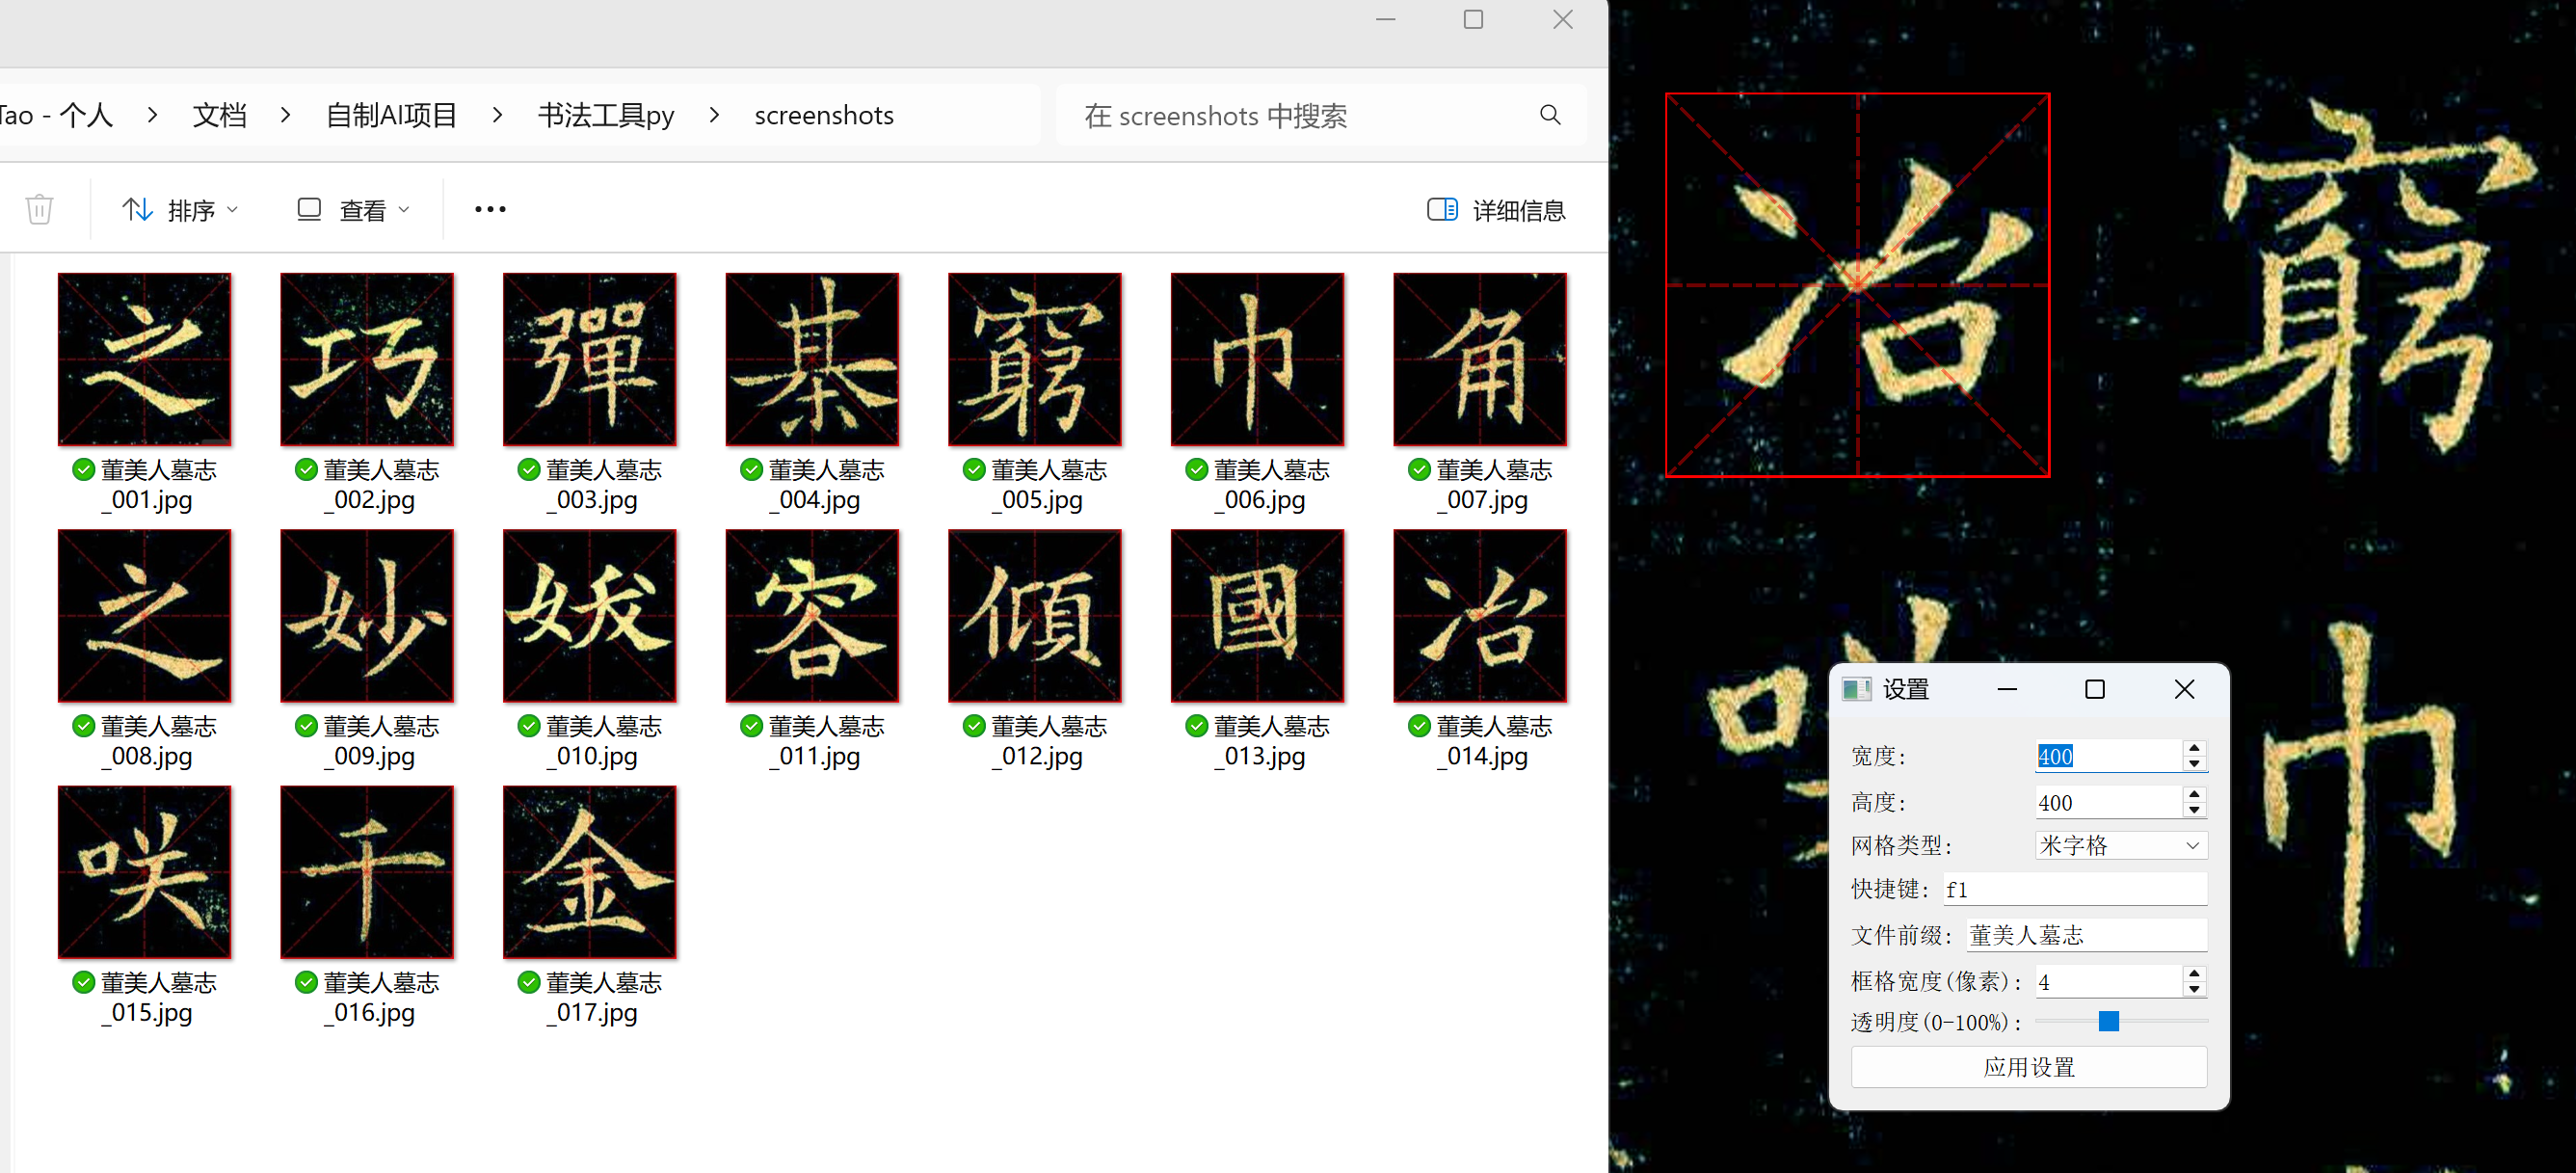 Tao - 个人 > 文档 > 自制AI项目 > 书法工具py > screenshots
在 screenshots 中搜索
排序
查看
•••
详细信息
之 巧 彈 棊 窮 巾 角
董美人墓志_001.jpg
董美人墓志_002.jpg
董美人墓志_003.jpg
董美人墓志_004.jpg
董美人墓志_005.jpg
董美人墓志_006.jpg
董美人墓志_007.jpg
之 妙 妭 容 傾 國 冶
董美人墓志_008.jpg
董美人墓志_009.jpg
董美人墓志_010.jpg
董美人墓志_011.jpg
董美人墓志_012.jpg
董美人墓志_013.jpg
董美人墓志_014.jpg
咲 千 金
董美人墓志_015.jpg
董美人墓志_016.jpg
董美人墓志_017.jpg
冶 窮
巾
设置
宽度: 400
高度: 400
网格类型: 米字格
快捷键: f1
文件前缀: 董美人墓志
框格宽度(像素): 4
透明度(0-100%):
应用设置